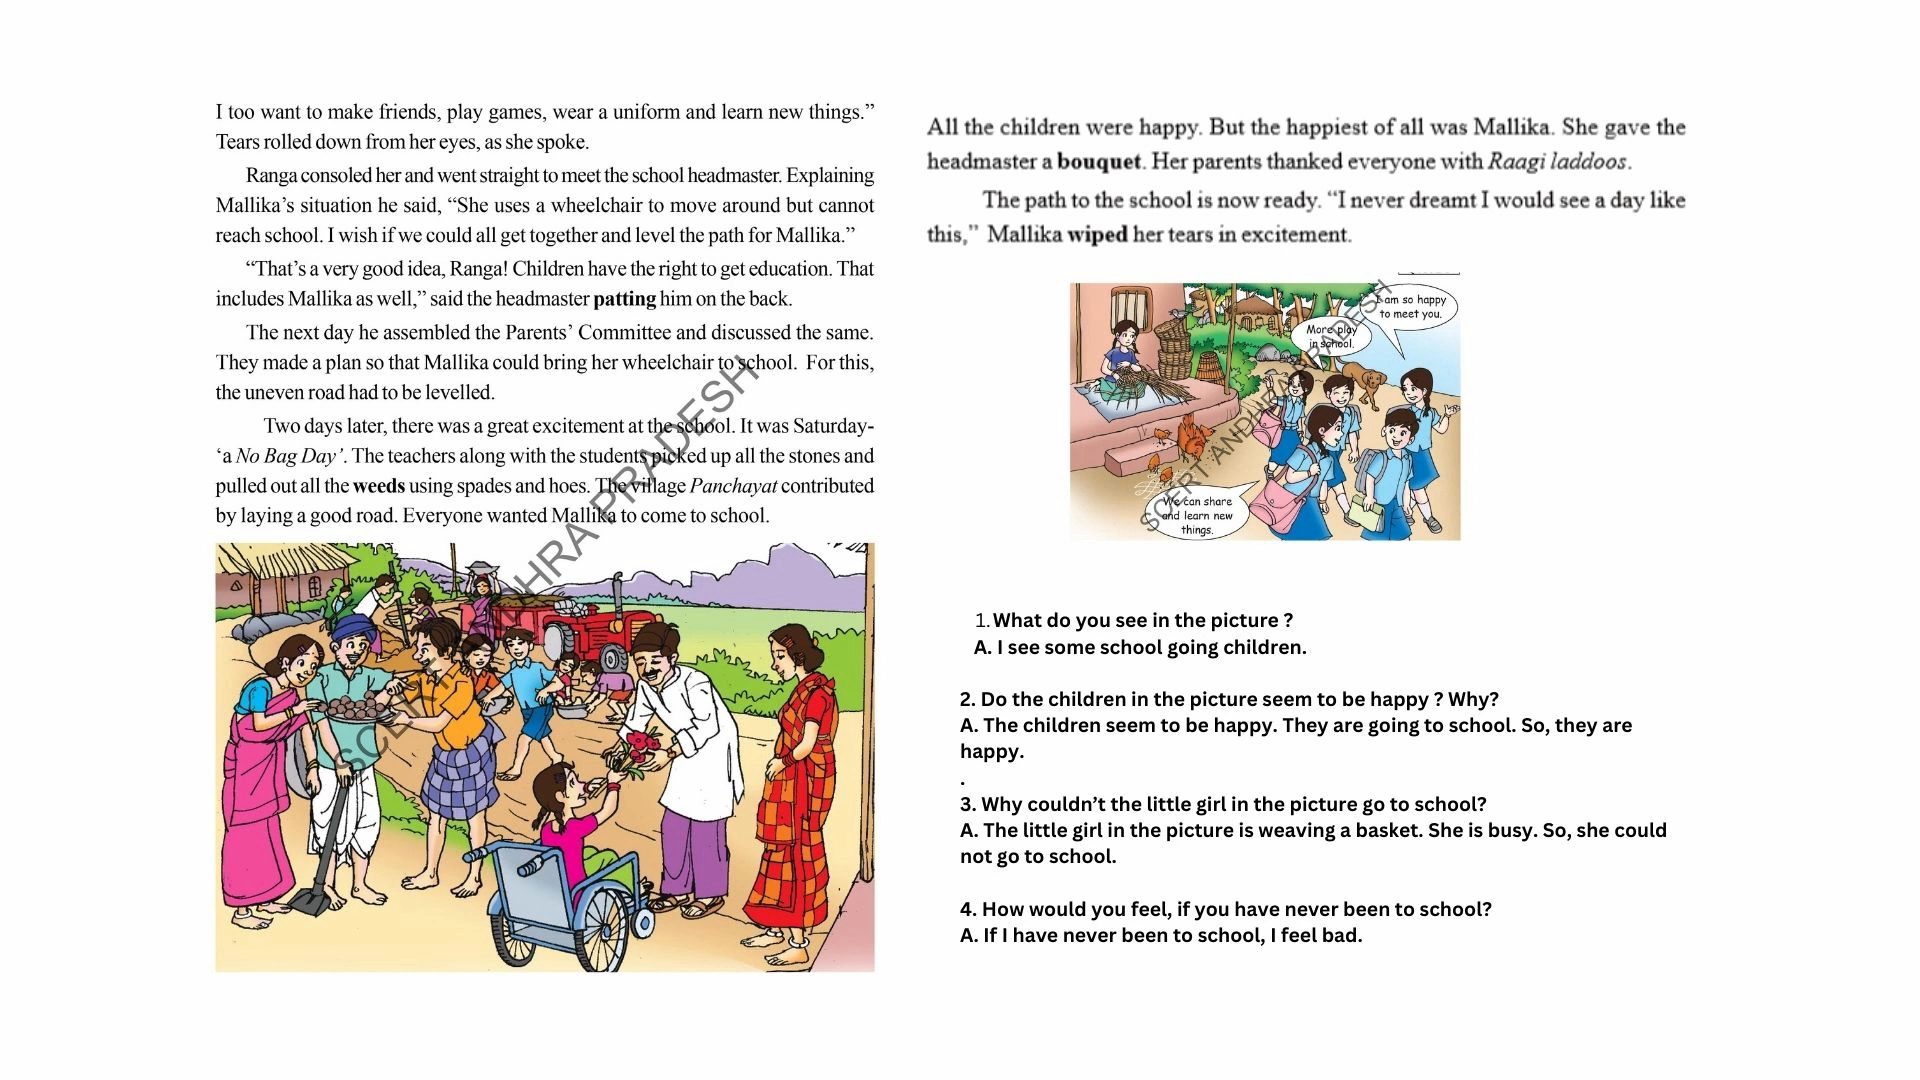 I too want to make friends, play games, wear a uniform and learn new things.”
Tears rolled down from her eyes, as she spoke.
Ranga consoled her and went straight to meet the school headmaster. Explaining
Mallika’s situation he said, “She uses a wheelchair to move around but cannot
reach school. I wish if we could all get together and level the path for Mallika.”
“That’s a very good idea, Ranga! Children have the right to get education. That
includes Mallika as well,” said the headmaster patting him on the back.
The next day he assembled the Parents’ Committee and discussed the same.
They made a plan so that Mallika could bring her wheelchair to school. For this,
the uneven road had to be levelled.
Two days later, there was a great excitement at the school. It was Saturday-
‘a No Bag Day’. The teachers along with the students picked up all the stones and
pulled out all the weeds using spades and hoes. The village Panchayat contributed
by laying a good road. Everyone wanted Mallika to come to school.
SCERT ANDHRA PRADESH
All the children were happy. But the happiest of all was Mallika. She gave the
headmaster a bouquet. Her parents thanked everyone with Raagi laddoos.
The path to the school is now ready. “I never dreamt I would see a day like
this,” Mallika wiped her tears in excitement.
I am so happy
to meet you.
More play
in school.
We can share
and learn new
things.
SCERT ANDHRA PRADESH
1. What do you see in the picture ?
A. I see some school going children.
2. Do the children in the picture seem to be happy ? Why?
A. The children seem to be happy. They are going to school. So, they are
happy.
.
3. Why couldn’t the little girl in the picture go to school?
A. The little girl in the picture is weaving a basket. She is busy. So, she could
not go to school.
4. How would you feel, if you have never been to school?
A. If I have never been to school, I feel bad.